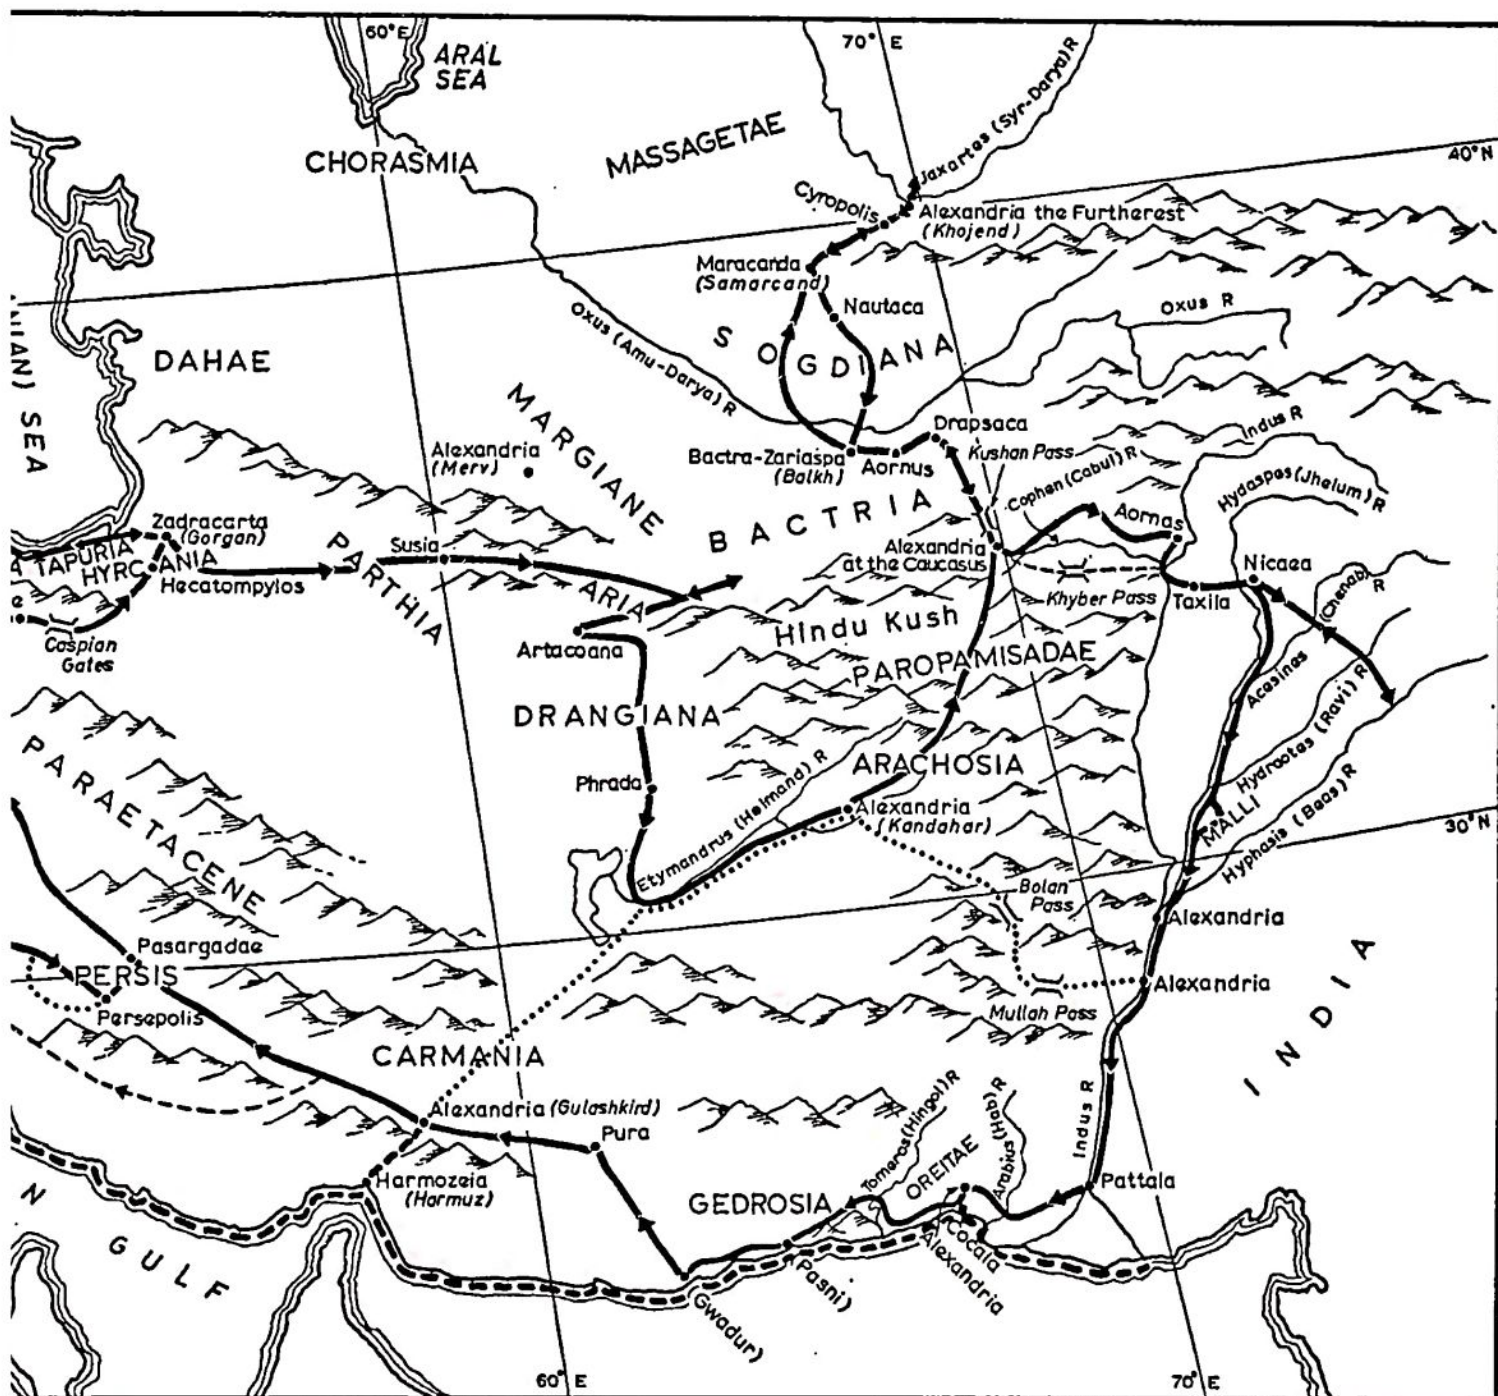 60° E
ARAL
SEA
70° E
Jaxartes (Syr-Darya) R
40° N
CHORASMIA
MASSAGETAE
Cyropolis
Alexandria the Furtherest
(Khojend)
Maracanda
(Samarcand)
Nautaca
Oxus R
Oxus (Amu-Darya) R
SOGDIANA
NIAN) SEA
DAHAE
MARGIANE
Alexandria
(Merv)
Drapsaca
Kushan Pass
Indus R
Bactra-Zariaspa
(Balkh)
Aornus
Cophen (Cabul) R
Hydaspes (Jhelum) R
BACTRIA
Aornas
Zadracarta
(Gorgan)
A TAPURIA
HYRCANIA
Hecatompylos
PARTHIA
Susia
ARIA
Alexandria
at the Caucasus
Nicaea
Khyber Pass
Taxila
(Chenab)
R
Acesines
e
Caspian
Gates
Artacoana
Hindu Kush
PAROPAMISADAE
DRANGIANA
Hydraotes (Ravi) R
PARAETACENE
Phrada
ARACHOSIA
Alexandria
(Kandahar)
Etymandrus (Helmand) R
MALLI
Hyphasis (Beas) R
30° N
Bolan
Pass
Alexandria
Pasargadae
PERSIS
Persepolis
Alexandria
Mullah Pass
INDIA
CARMANIA
Alexandria (Gulashkird)
Pura
Indus R
Tomeros (Hingol) R
OREITAE
Arabius (Hab) R
Pattala
Harmozeia
(Harmuz)
GEDROSIA
Cocala
Alexandria
(Pasni)
Gwadur)
N GULF
60° E
70° E